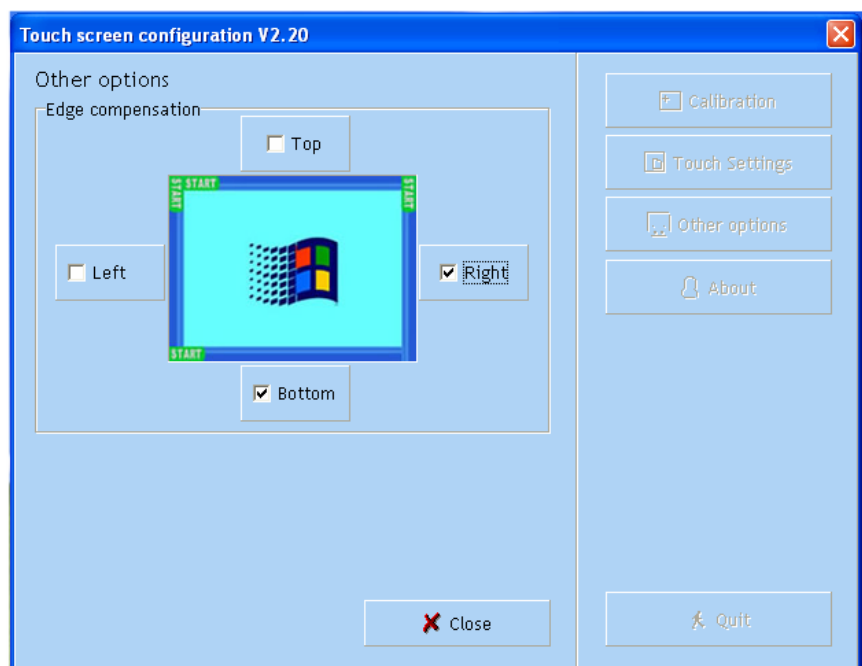 Touch screen configuration V2.20
Other options
Edge compensation
Top
START
START
START
Left
Right
START
Bottom
Close
Calibration
Touch Settings
Other options
About
Quit